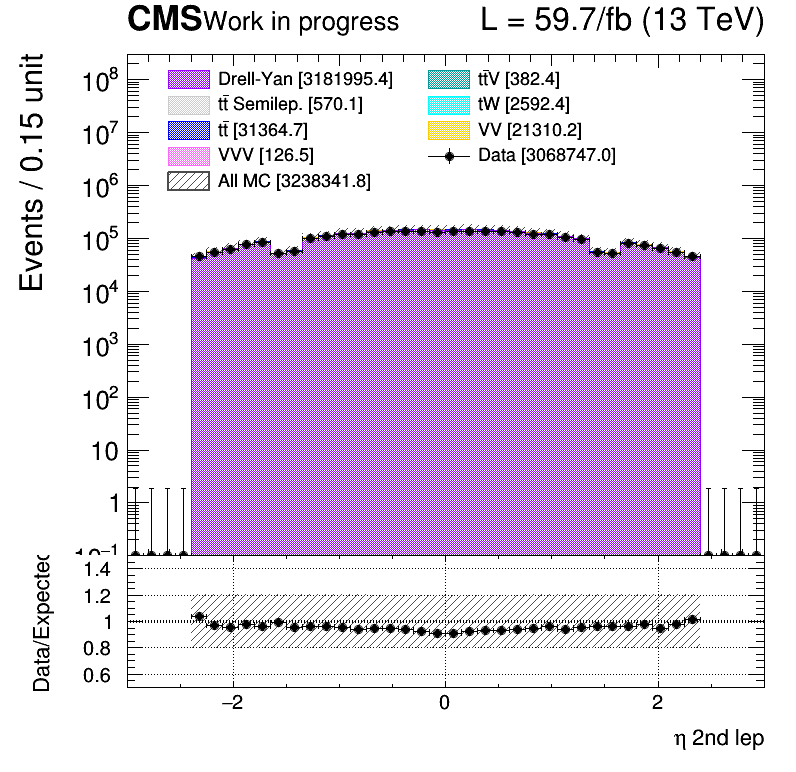 CMS Work in progress L = 59.7/fb (13 TeV)
Events / 0.15 unit
10⁸
10⁷
10⁶
10⁵
10⁴
10³
10²
10
1
10⁻¹
Drell-Yan [3181995.4]
tt̄ Semilep. [570.1]
tt̄ [31364.7]
VVV [126.5]
All MC [3238341.8]
tt̄V [382.4]
tW [2592.4]
VV [21310.2]
Data [3068747.0]
Data/Expected
1.4
1.2
1
0.8
0.6
−2 0 2
η 2nd lep